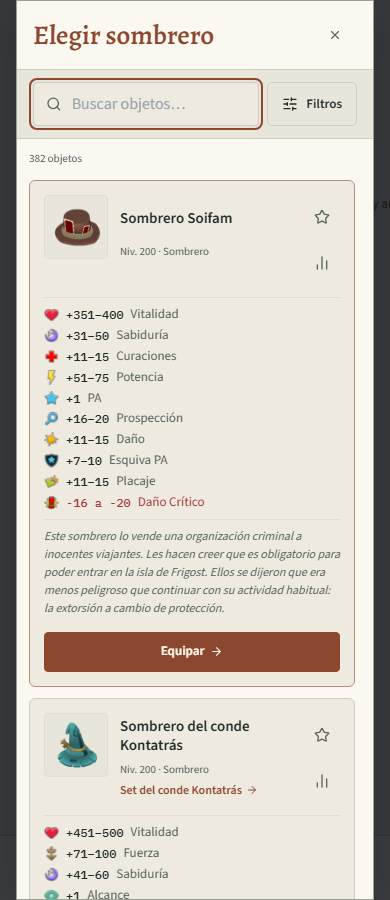 Elegir sombrero
Buscar objetos…
Filtros
382 objetos
Sombrero Soifam
Niv. 200 · Sombrero
+351–400 Vitalidad
+31–50 Sabiduría
+11–15 Curaciones
+51–75 Potencia
+1 PA
+16–20 Prospección
+11–15 Daño
+7–10 Esquiva PA
+11–15 Placaje
-16 a -20 Daño Crítico
Este sombrero lo vende una organización criminal a
inocentes viajantes. Les hacen creer que es obligatorio para
poder entrar en la isla de Frigost. Ellos se dijeron que era
menos peligroso que continuar con su actividad habitual:
la extorsión a cambio de protección.
Equipar →
Sombrero del conde
Kontatrás
Niv. 200 · Sombrero
Set del conde Kontatrás →
+451–500 Vitalidad
+71–100 Fuerza
+41–60 Sabiduría
+1 Alcance